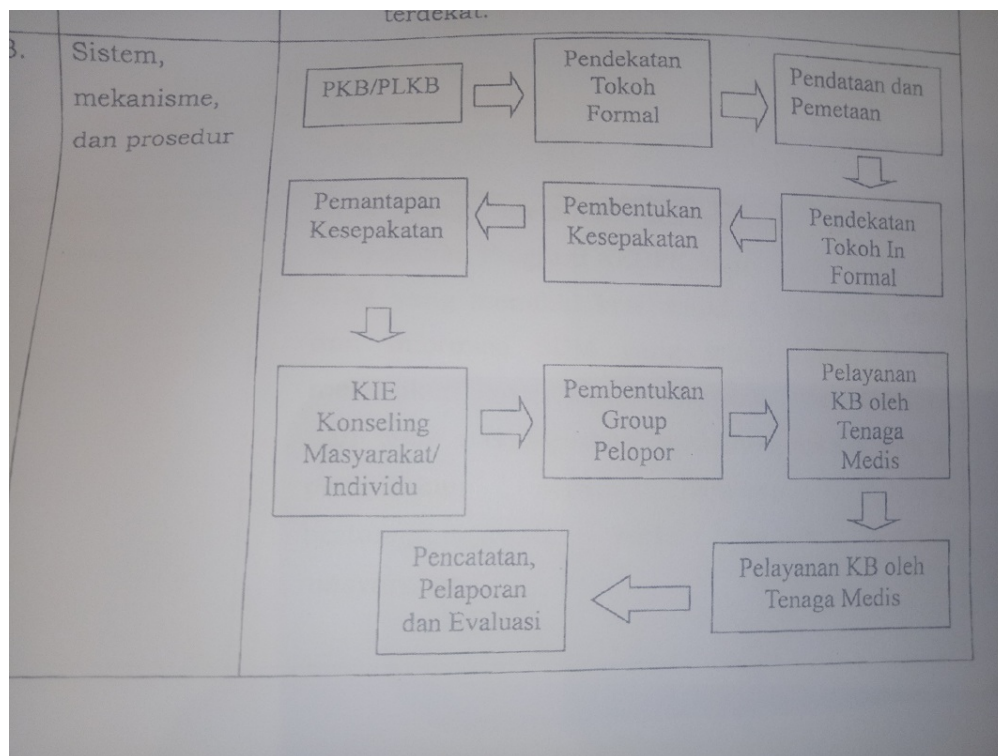 terdekat.
3.
Sistem,
mekanisme,
dan prosedur
PKB/PLKB
Pendekatan
Tokoh
Formal
Pendataan dan
Pemetaan
Pendekatan
Tokoh In
Formal
Pembentukan
Kesepakatan
Pemantapan
Kesepakatan
KIE
Konseling
Masyarakat/
Individu
Pembentukan
Group
Pelopor
Pelayanan
KB oleh
Tenaga
Medis
Pelayanan KB oleh
Tenaga Medis
Pencatatan,
Pelaporan
dan Evaluasi